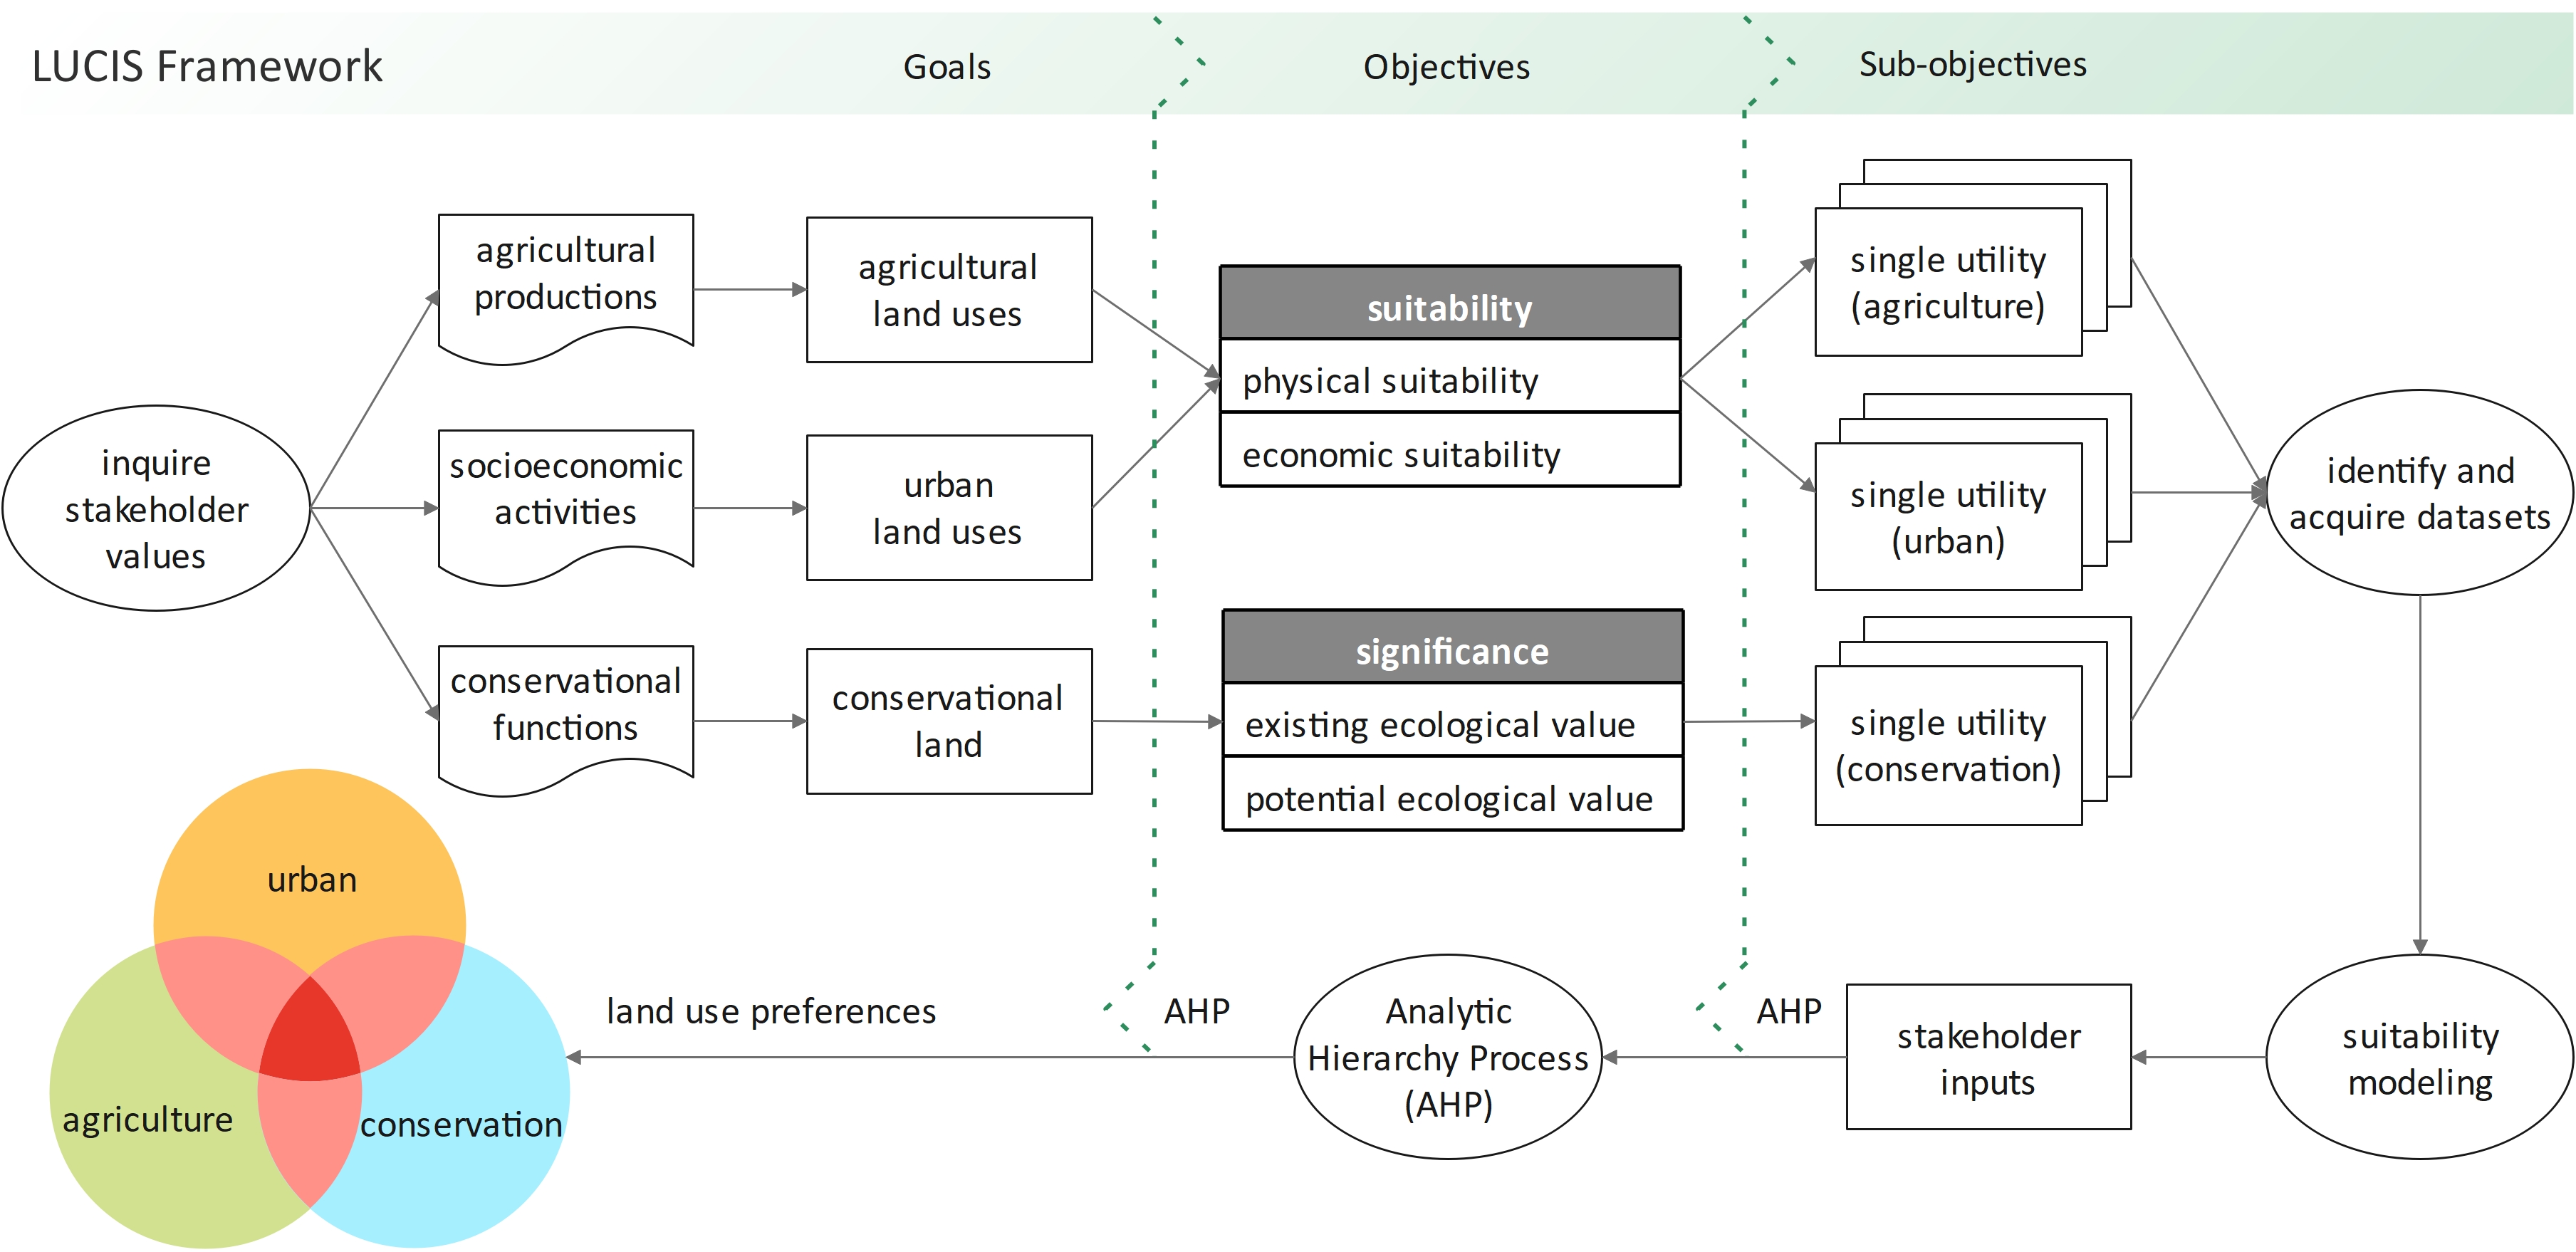 LUCIS Framework
Goals
Objectives
Sub-objectives
inquire
stakeholder
values
agricultural
productions
socioeconomic
activities
conservational
functions
agricultural
land uses
urban
land uses
conservational
land
suitability
physical suitability
economic suitability
significance
existing ecological value
potential ecological value
single utility
(agriculture)
single utility
(urban)
single utility
(conservation)
identify and
acquire datasets
suitability
modeling
stakeholder
inputs
AHP
Analytic
Hierarchy Process
(AHP)
AHP
land use preferences
urban
agriculture
conservation